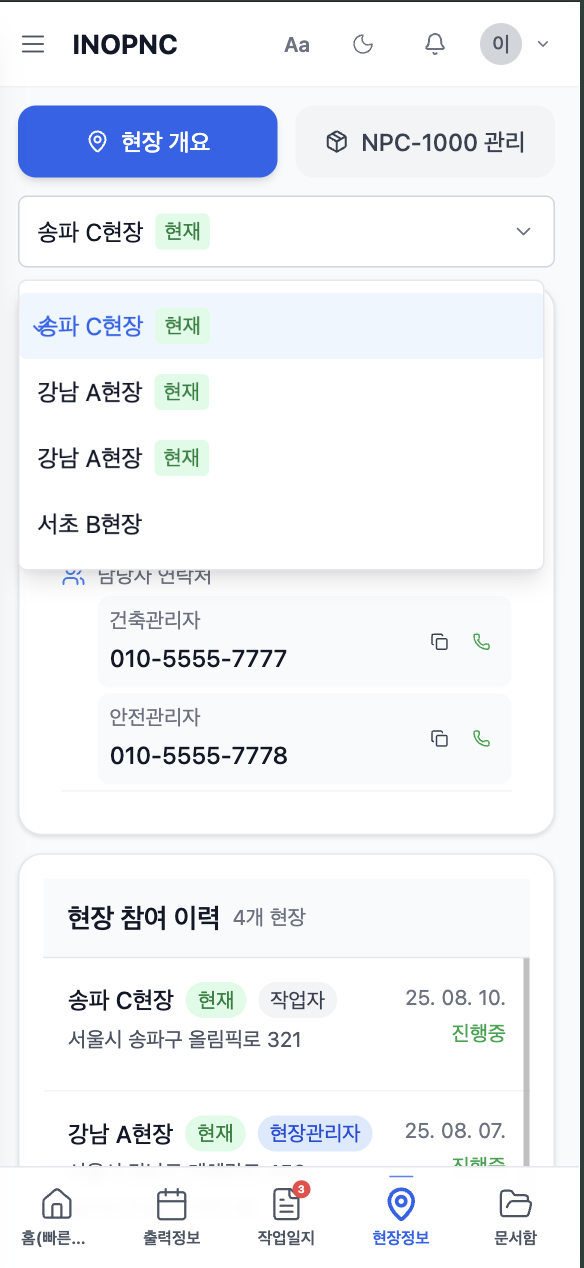 INOPNC Aa 이
현장 개요 NPC-1000 관리
송파 C현장 현재
송파 C현장 현재
강남 A현장 현재
강남 A현장 현재
서초 B현장
담당자 연락처
건축관리자
010-5555-7777
안전관리자
010-5555-7778
현장 참여 이력 4개 현장
송파 C현장 현재 작업자 25. 08. 10.
서울시 송파구 올림픽로 321 진행중
강남 A현장 현재 현장관리자 25. 08. 07.
진행중
3
홈(빠른... 출력정보 작업일지 현장정보 문서함